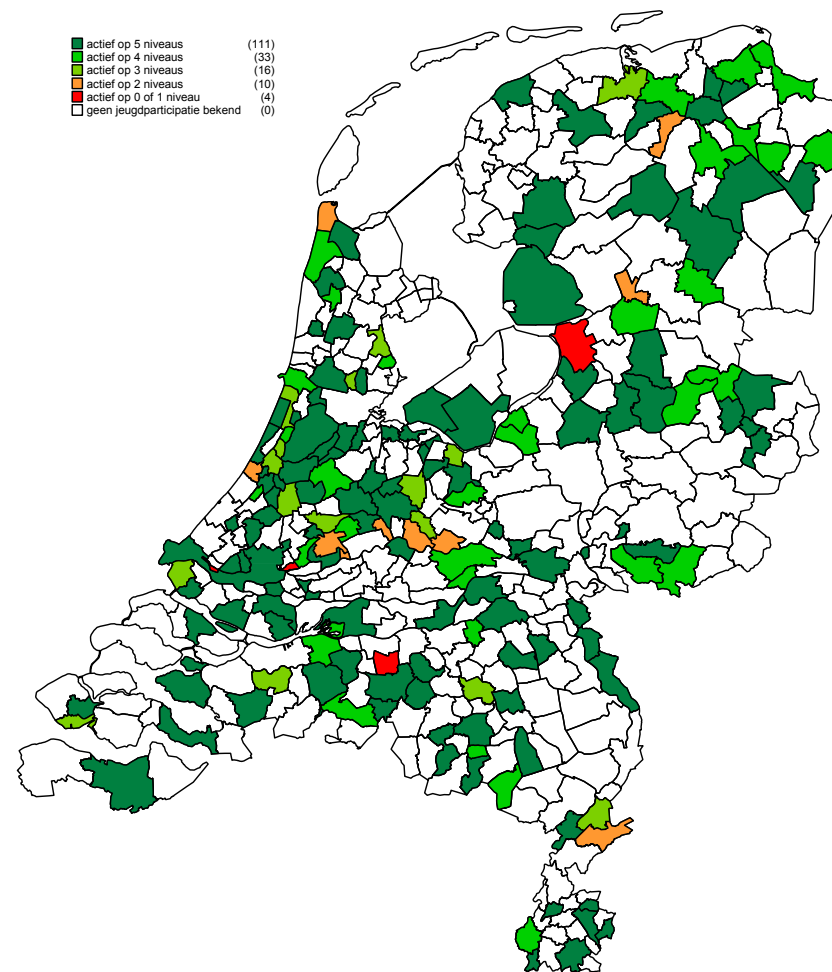 actief op 5 niveaus (111)
actief op 4 niveaus (33)
actief op 3 niveaus (16)
actief op 2 niveaus (10)
actief op 0 of 1 niveau (4)
geen jeugdparticipatie bekend (0)